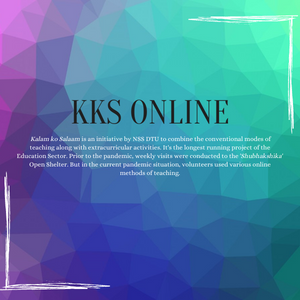 KKS ONLINE
Kalam ko Salaam is an initiative by NSS DTU to combine the conventional modes of
teaching along with extracurricular activities. It's the longest running project of the
Education Sector. Prior to the pandemic, weekly visits were conducted to the 'Shubhakshika'
Open Shelter. But in the current pandemic situation, volunteers used various online
methods of teaching.